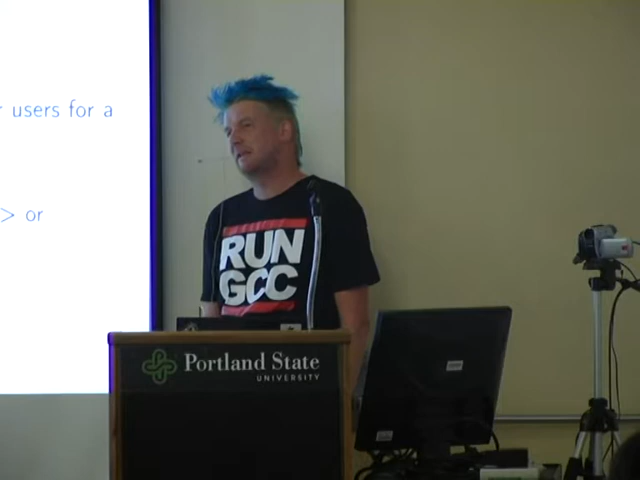 r users for a
> or
RUN
GCC
Portland State
UNIVERSITY